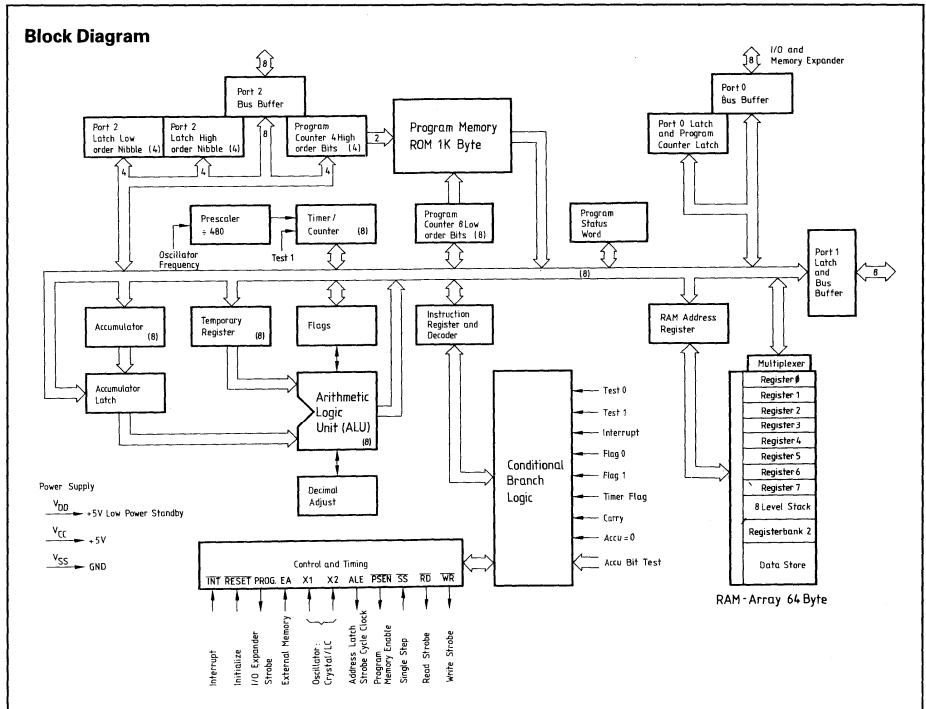 Block Diagram
8
I/O and
Memory Expander
8
Port 2
Bus Buffer
Port 0
Bus Buffer
Port 2
Latch Low
order Nibble (4)
Port 2
Latch High
order Nibble (4)
8
Program
Counter 4 High
order Bits (4)
2
Program Memory
ROM 1K Byte
Port 0 Latch
and Program
Counter Latch
4
4
4
Prescaler
÷ 480
Timer/
Counter (8)
Program
Counter 8 Low
order Bits (8)
Program
Status
Word
Oscillator
Frequency
Test 1
(8)
Port 1
Latch
and
Bus
Buffer
8
Accumulator
(8)
Temporary
Register (8)
Flags
Instruction
Register and
Decoder
RAM Address
Register
Accumulator
Latch
Arithmetic
Logic
Unit (ALU)
(8)
Decimal
Adjust
Conditional
Branch
Logic
Test 0
Test 1
Interrupt
Flag 0
Flag 1
Timer Flag
Carry
Accu=0
Accu Bit Test
Multiplexer
Register 0
Register 1
Register 2
Register 3
Register 4
Register 5
Register 6
Register 7
8 Level Stack
Registerbank 2
Data Store
RAM-Array 64 Byte
Power Supply
VDD +5V Low Power Standby
VCC +5V
VSS GND
Control and Timing
INT RESET PROG. EA X1 X2 ALE PSEN SS RD WR
Interrupt
Initialize
I/O Expander
Strobe
External Memory
Oscillator:
Crystal/LC
Address Latch
Strobe Cycle Clock
Program
Memory Enable
Single Step
Read Strobe
Write Strobe